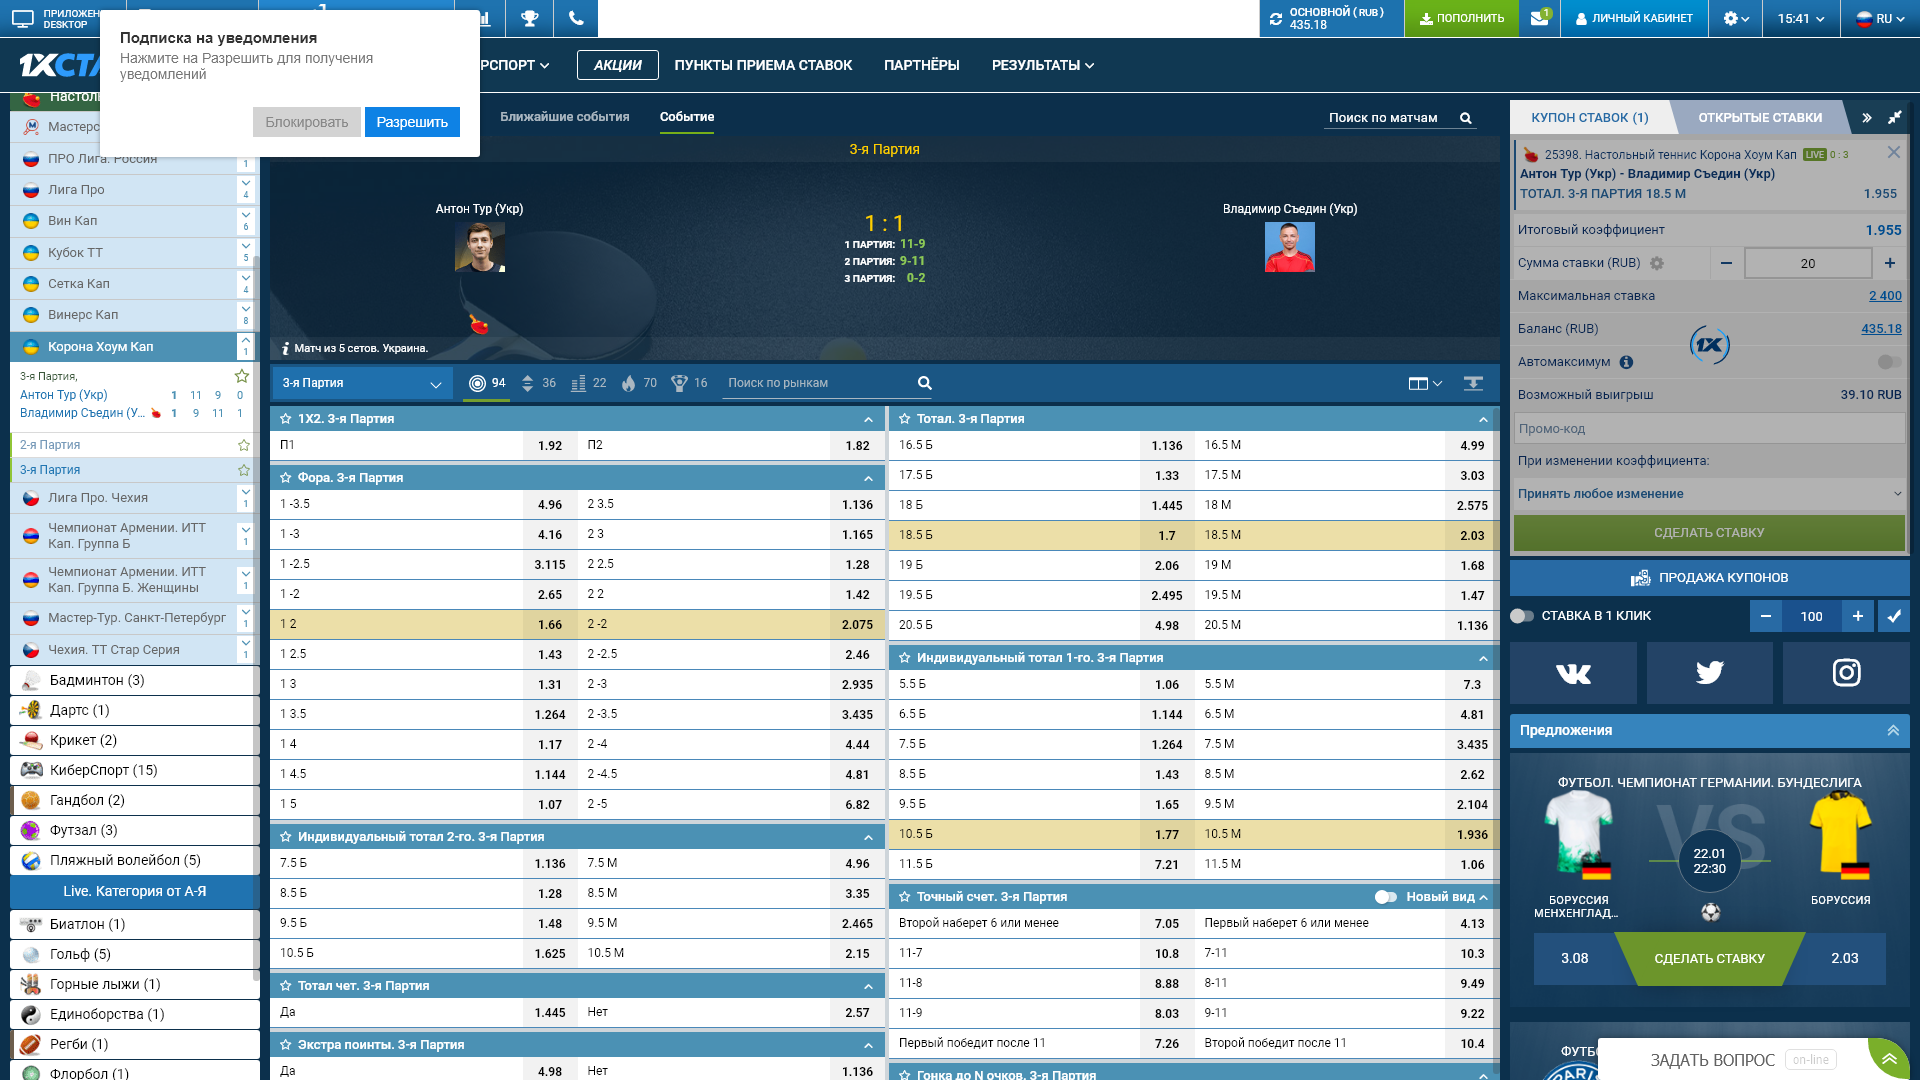 ПРИЛОЖЕН
DESKTOP
ОСНОВНОЙ ( RUB )
435.18
ПОПОЛНИТЬ
1
ЛИЧНЫЙ КАБИНЕТ
15:41
RU
Подписка на уведомления
Нажмите на Разрешить для получения
уведомлений
Блокировать
Разрешить
1XСТА
РСПОРТ
АКЦИИ
ПУНКТЫ ПРИЕМА СТАВОК
ПАРТНЁРЫ
РЕЗУЛЬТАТЫ
Мастерс
ПРО Лига. Россия
1
Лига Про
4
Вин Кап
6
Кубок ТТ
5
Сетка Кап
4
Винерс Кап
8
Корона Хоум Кап
1
3-я Партия,
Антон Тур (Укр) 1 11 9 0
Владимир Съедин (У... 1 9 11 1
2-я Партия
3-я Партия
Лига Про. Чехия
1
Чемпионат Армении. ИТТ
Кап. Группа Б
1
Чемпионат Армении. ИТТ
Кап. Группа Б. Женщины
1
Мастер-Тур. Санкт-Петербург
1
Чехия. ТТ Стар Серия
1
Бадминтон (3)
Дартс (1)
Крикет (2)
КиберСпорт (15)
Гандбол (2)
Футзал (3)
Пляжный волейбол (5)
Live. Категория от А-Я
Биатлон (1)
Гольф (5)
Горные лыжи (1)
Единоборства (1)
Регби (1)
Флорбол (1)
Ближайшие события
Событие
Поиск по матчам
3-я Партия
Антон Тур (Укр)
Владимир Съедин (Укр)
1 : 1
1 ПАРТИЯ: 11-9
2 ПАРТИЯ: 9-11
3 ПАРТИЯ: 0-2
Матч из 5 сетов. Украина.
3-я Партия
94
36
22
70
16
Поиск по рынкам
1X2. 3-я Партия
П1 1.92 П2 1.82
Фора. 3-я Партия
1 -3.5 4.96 2 3.5 1.136
1 -3 4.16 2 3 1.165
1 -2.5 3.115 2 2.5 1.28
1 -2 2.65 2 2 1.42
1 2 1.66 2 -2 2.075
1 2.5 1.43 2 -2.5 2.46
1 3 1.31 2 -3 2.935
1 3.5 1.264 2 -3.5 3.435
1 4 1.17 2 -4 4.44
1 4.5 1.144 2 -4.5 4.81
1 5 1.07 2 -5 6.82
Индивидуальный тотал 2-го. 3-я Партия
7.5 Б 1.136 7.5 М 4.96
8.5 Б 1.28 8.5 М 3.35
9.5 Б 1.48 9.5 М 2.465
10.5 Б 1.625 10.5 М 2.15
Тотал чет. 3-я Партия
Да 1.445 Нет 2.57
Экстра поинты. 3-я Партия
Да 4.98 Нет 1.136
Тотал. 3-я Партия
16.5 Б 1.136 16.5 М 4.99
17.5 Б 1.33 17.5 М 3.03
18 Б 1.445 18 М 2.575
18.5 Б 1.7 18.5 М 2.03
19 Б 2.06 19 М 1.68
19.5 Б 2.495 19.5 М 1.47
20.5 Б 4.98 20.5 М 1.136
Индивидуальный тотал 1-го. 3-я Партия
5.5 Б 1.06 5.5 М 7.3
6.5 Б 1.144 6.5 М 4.81
7.5 Б 1.264 7.5 М 3.435
8.5 Б 1.43 8.5 М 2.62
9.5 Б 1.65 9.5 М 2.104
10.5 Б 1.77 10.5 М 1.936
11.5 Б 7.21 11.5 М 1.06
Точный счет. 3-я Партия
Новый вид
Второй наберет 6 или менее 7.05 Первый наберет 6 или менее 4.13
11-7 10.8 7-11 10.3
11-8 8.88 8-11 9.49
11-9 8.03 9-11 9.22
Первый победит после 11 7.26 Второй победит после 11 10.4
Гонка до N очков. 3-я Партия
КУПОН СТАВОК (1)
ОТКРЫТЫЕ СТАВКИ
25398. Настольный теннис Корона Хоум Кап LIVE 0 : 3
Антон Тур (Укр) - Владимир Съедин (Укр)
ТОТАЛ. 3-Я ПАРТИЯ 18.5 М 1.955
Итоговый коэффициент 1.955
Сумма ставки (RUB) 20
Максимальная ставка 2 400
Баланс (RUB) 435.18
1X
Автомаксимум
Возможный выигрыш 39.10 RUB
Промо-код
При изменении коэффициента:
Принять любое изменение
СДЕЛАТЬ СТАВКУ
ПРОДАЖА КУПОНОВ
СТАВКА В 1 КЛИК
100
Предложения
ФУТБОЛ. ЧЕМПИОНАТ ГЕРМАНИИ. БУНДЕСЛИГА
VS
22.01
22:30
БОРУССИЯ
МЕНХЕНГЛАД...
БОРУССИЯ
3.08
СДЕЛАТЬ СТАВКУ
2.03
ЗАДАТЬ ВОПРОС
on-line